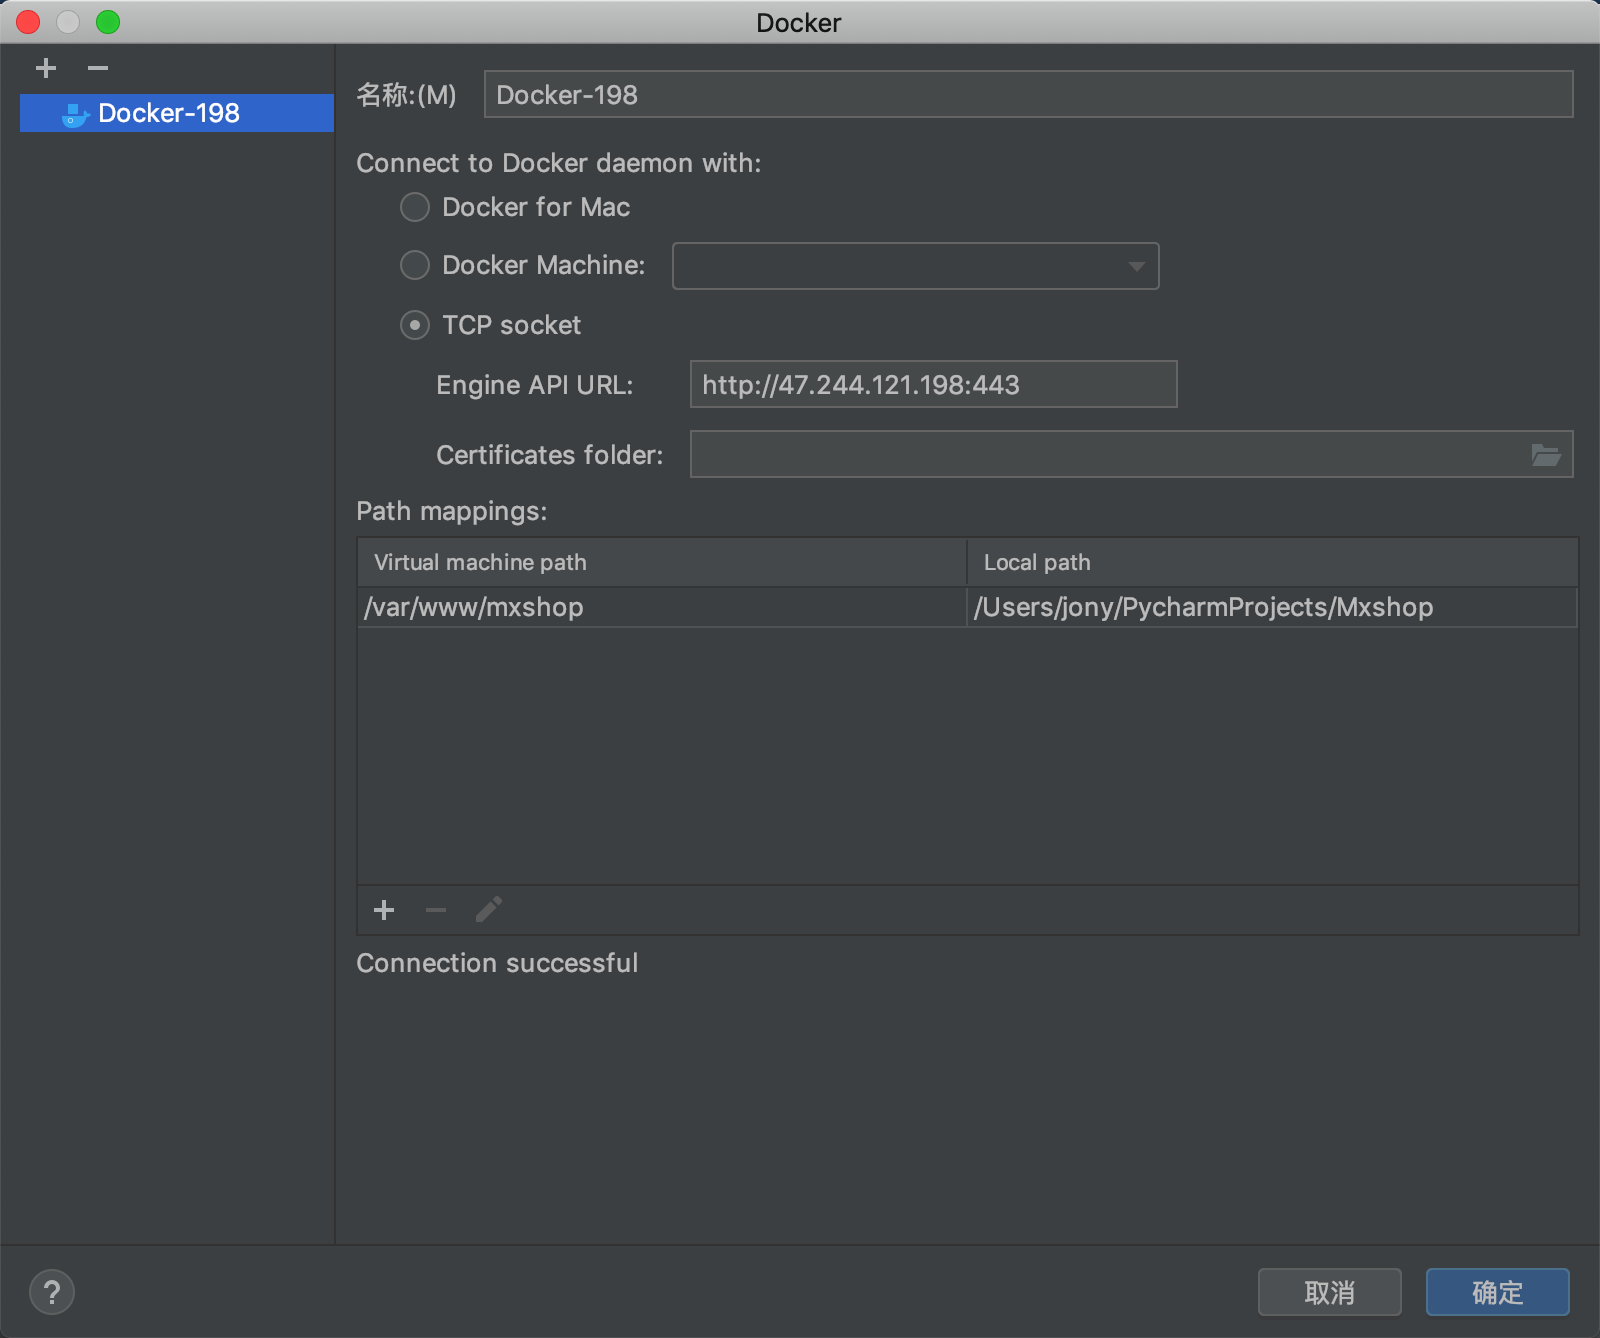 Docker
Docker-198
名称:(M) Docker-198
Connect to Docker daemon with:
Docker for Mac
Docker Machine:
TCP socket
Engine API URL: http://47.244.121.198:443
Certificates folder:
Path mappings:
Virtual machine path Local path
/var/www/mxshop /Users/jony/PycharmProjects/Mxshop
Connection successful
? 取消 确定